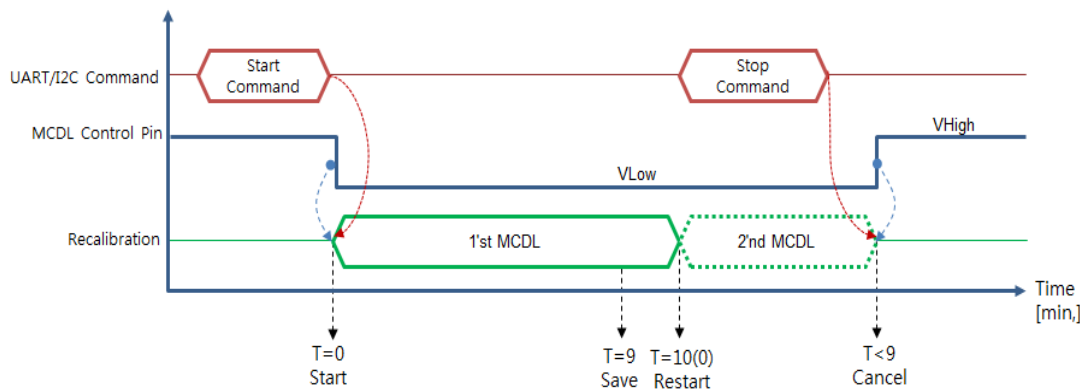 UART/I2C Command
Start
Command
Stop
Command
MCDL Control Pin
VHigh
VLow
Recalibration
1'st MCDL
2'nd MCDL
Time
[min,]
T=0
Start
T=9
Save
T=10(0)
Restart
T<9
Cancel